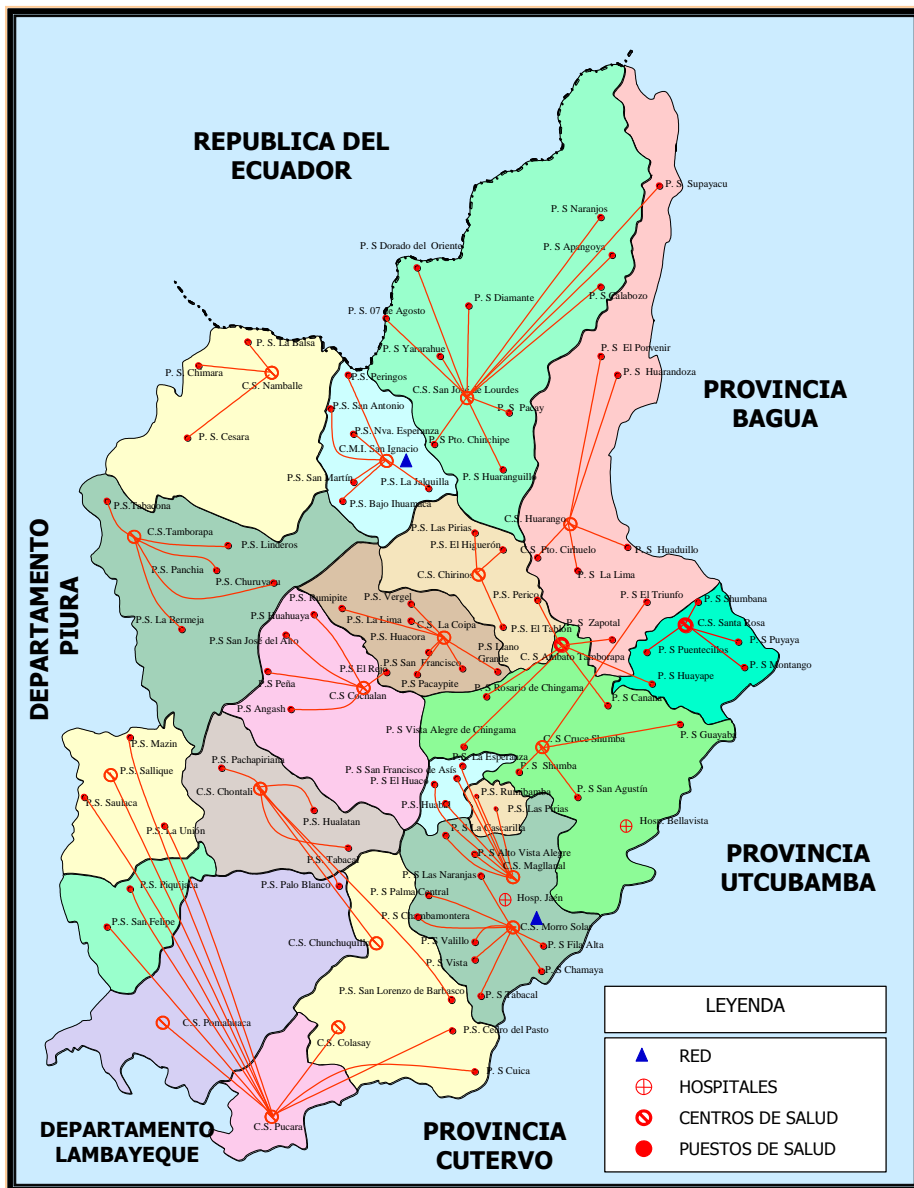 REPUBLICA DEL
ECUADOR
P. S. Supayacu
P. S Naranjos
P. S Dorado del Oriente
P. S Apangoya
P. S Diamante
P. S Calabozo
P. S. 07 de Agosto
P. S. La Balsa
P. S Yararahue
P. S El Porvenir
P. S. Chimara
C.S. Namballe
P.S. Peringos
C.S. San José de Lourdes
P. S Huarandoza
PROVINCIA
BAGUA
P.S. San Antonio
P. S Pacay
P. S. Cesara
P.S. Nva. Esperanza
P. S Pto. Chinchipe
C.M.I. San Ignacio
P.S. San Martín
P.S. La Jalquilla
P. S Huaranguillo
P.S. Bajo Ihuamaca
P.S.Tabacona
C.S.Tamborapa
P.S. Linderos
P.S. Las Pirias
C.S. Huarango
P.S. El Higuerón
P. S Huaduillo
C. S Pto. Cirhuelo
P.S. Panchia
P.S. Churuyacu
C.S. Chirinos
P. S La Lima
DEPARTAMENTO
PIURA
P.S. La Bermeja
P.S. Rumipite
P.S. Vergel
P.S. Perico
P. S El Triunfo
P. S Shumbana
P.S Huahuaya
P.S. La Lima
C.S. La Coipa
P.S. El Tablon
P. S Zapotal
C.S. Santa Rosa
P.S San José del Alto
P.S. Huacora
P.S Llano
Grande
C. S Ambato Tamborapa
P.S Puentecillos
P. S Puyaya
P.S Peña
P.S El Rejo
P.S San Francisco
P.S Pacaypite
P. S Montango
C.S Cochalan
P. S Huayape
P.S Angash
P. S Rosario de Chingama
P. S Canana
P. S Vista Alegre de Chingama
P. S Guayaba
P.S. Mazin
C. S Cruce Shumba
P.S. Sallique
P.S. Pachapiriana
P.S. La Esperanza
P. S San Francisco de Asís
P. S Shamba
P. S El Huaco
P.S. Saulaca
C.S. Chontali
P.S. Rumibamba
P. S San Agustín
P.S. Huabal
P.S. Las Pirias
P.S. La Unión
P.S. Hualatan
P. S La Cascarilla
Hosp. Bellavista
P.S. Tabacal
P. S Alto Vista Alegre
C.S. Magllanal
PROVINCIA
UTCUBAMBA
P.S. Piquijaca
P.S. Palo Blanco
P. S Las Naranjas
P. S Palma Central
Hosp. Jaén
P.S. San Felipe
P. S Chambamontera
C.S. Morro Solar
C.S. Chunchuquillo
P. S Valillo
P. S Fila Alta
P. S Vista
P. S Chamaya
P.S. San Lorenzo de Barbasco
P. S Tabacal
C.S. Pomahuaca
P.S. Cedro del Pasto
C.S. Colasay
P. S Cuica
C.S. Pucara
DEPARTAMENTO
LAMBAYEQUE
PROVINCIA
CUTERVO
LEYENDA
RED
HOSPITALES
CENTROS DE SALUD
PUESTOS DE SALUD